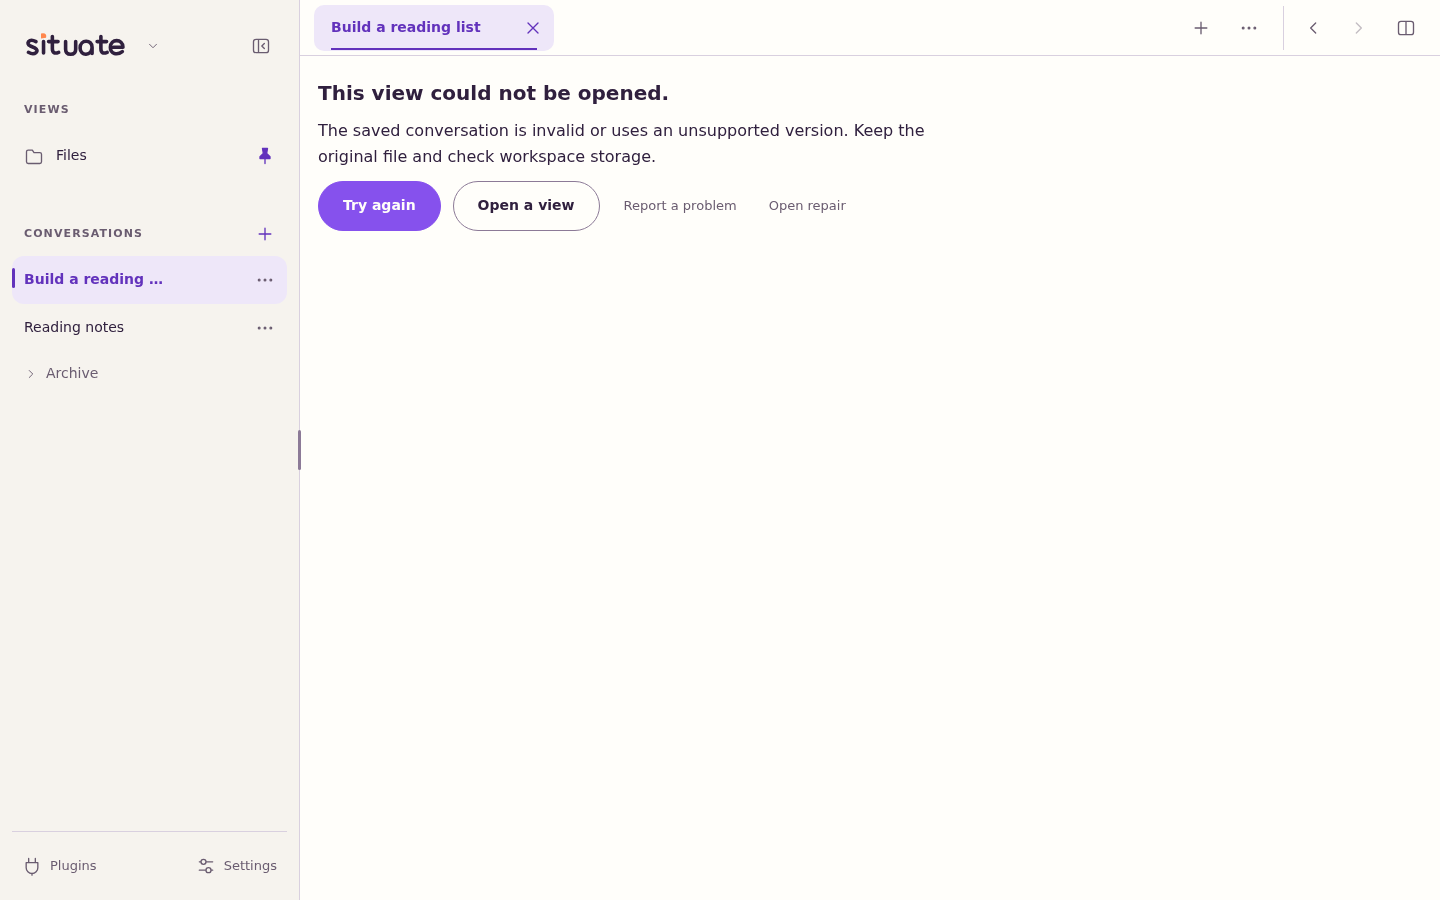 situate
VIEWS
Files
CONVERSATIONS
Build a reading ...
Reading notes
Archive
Plugins
Settings
Build a reading list
This view could not be opened.
The saved conversation is invalid or uses an unsupported version. Keep the
original file and check workspace storage.
Try again
Open a view
Report a problem
Open repair